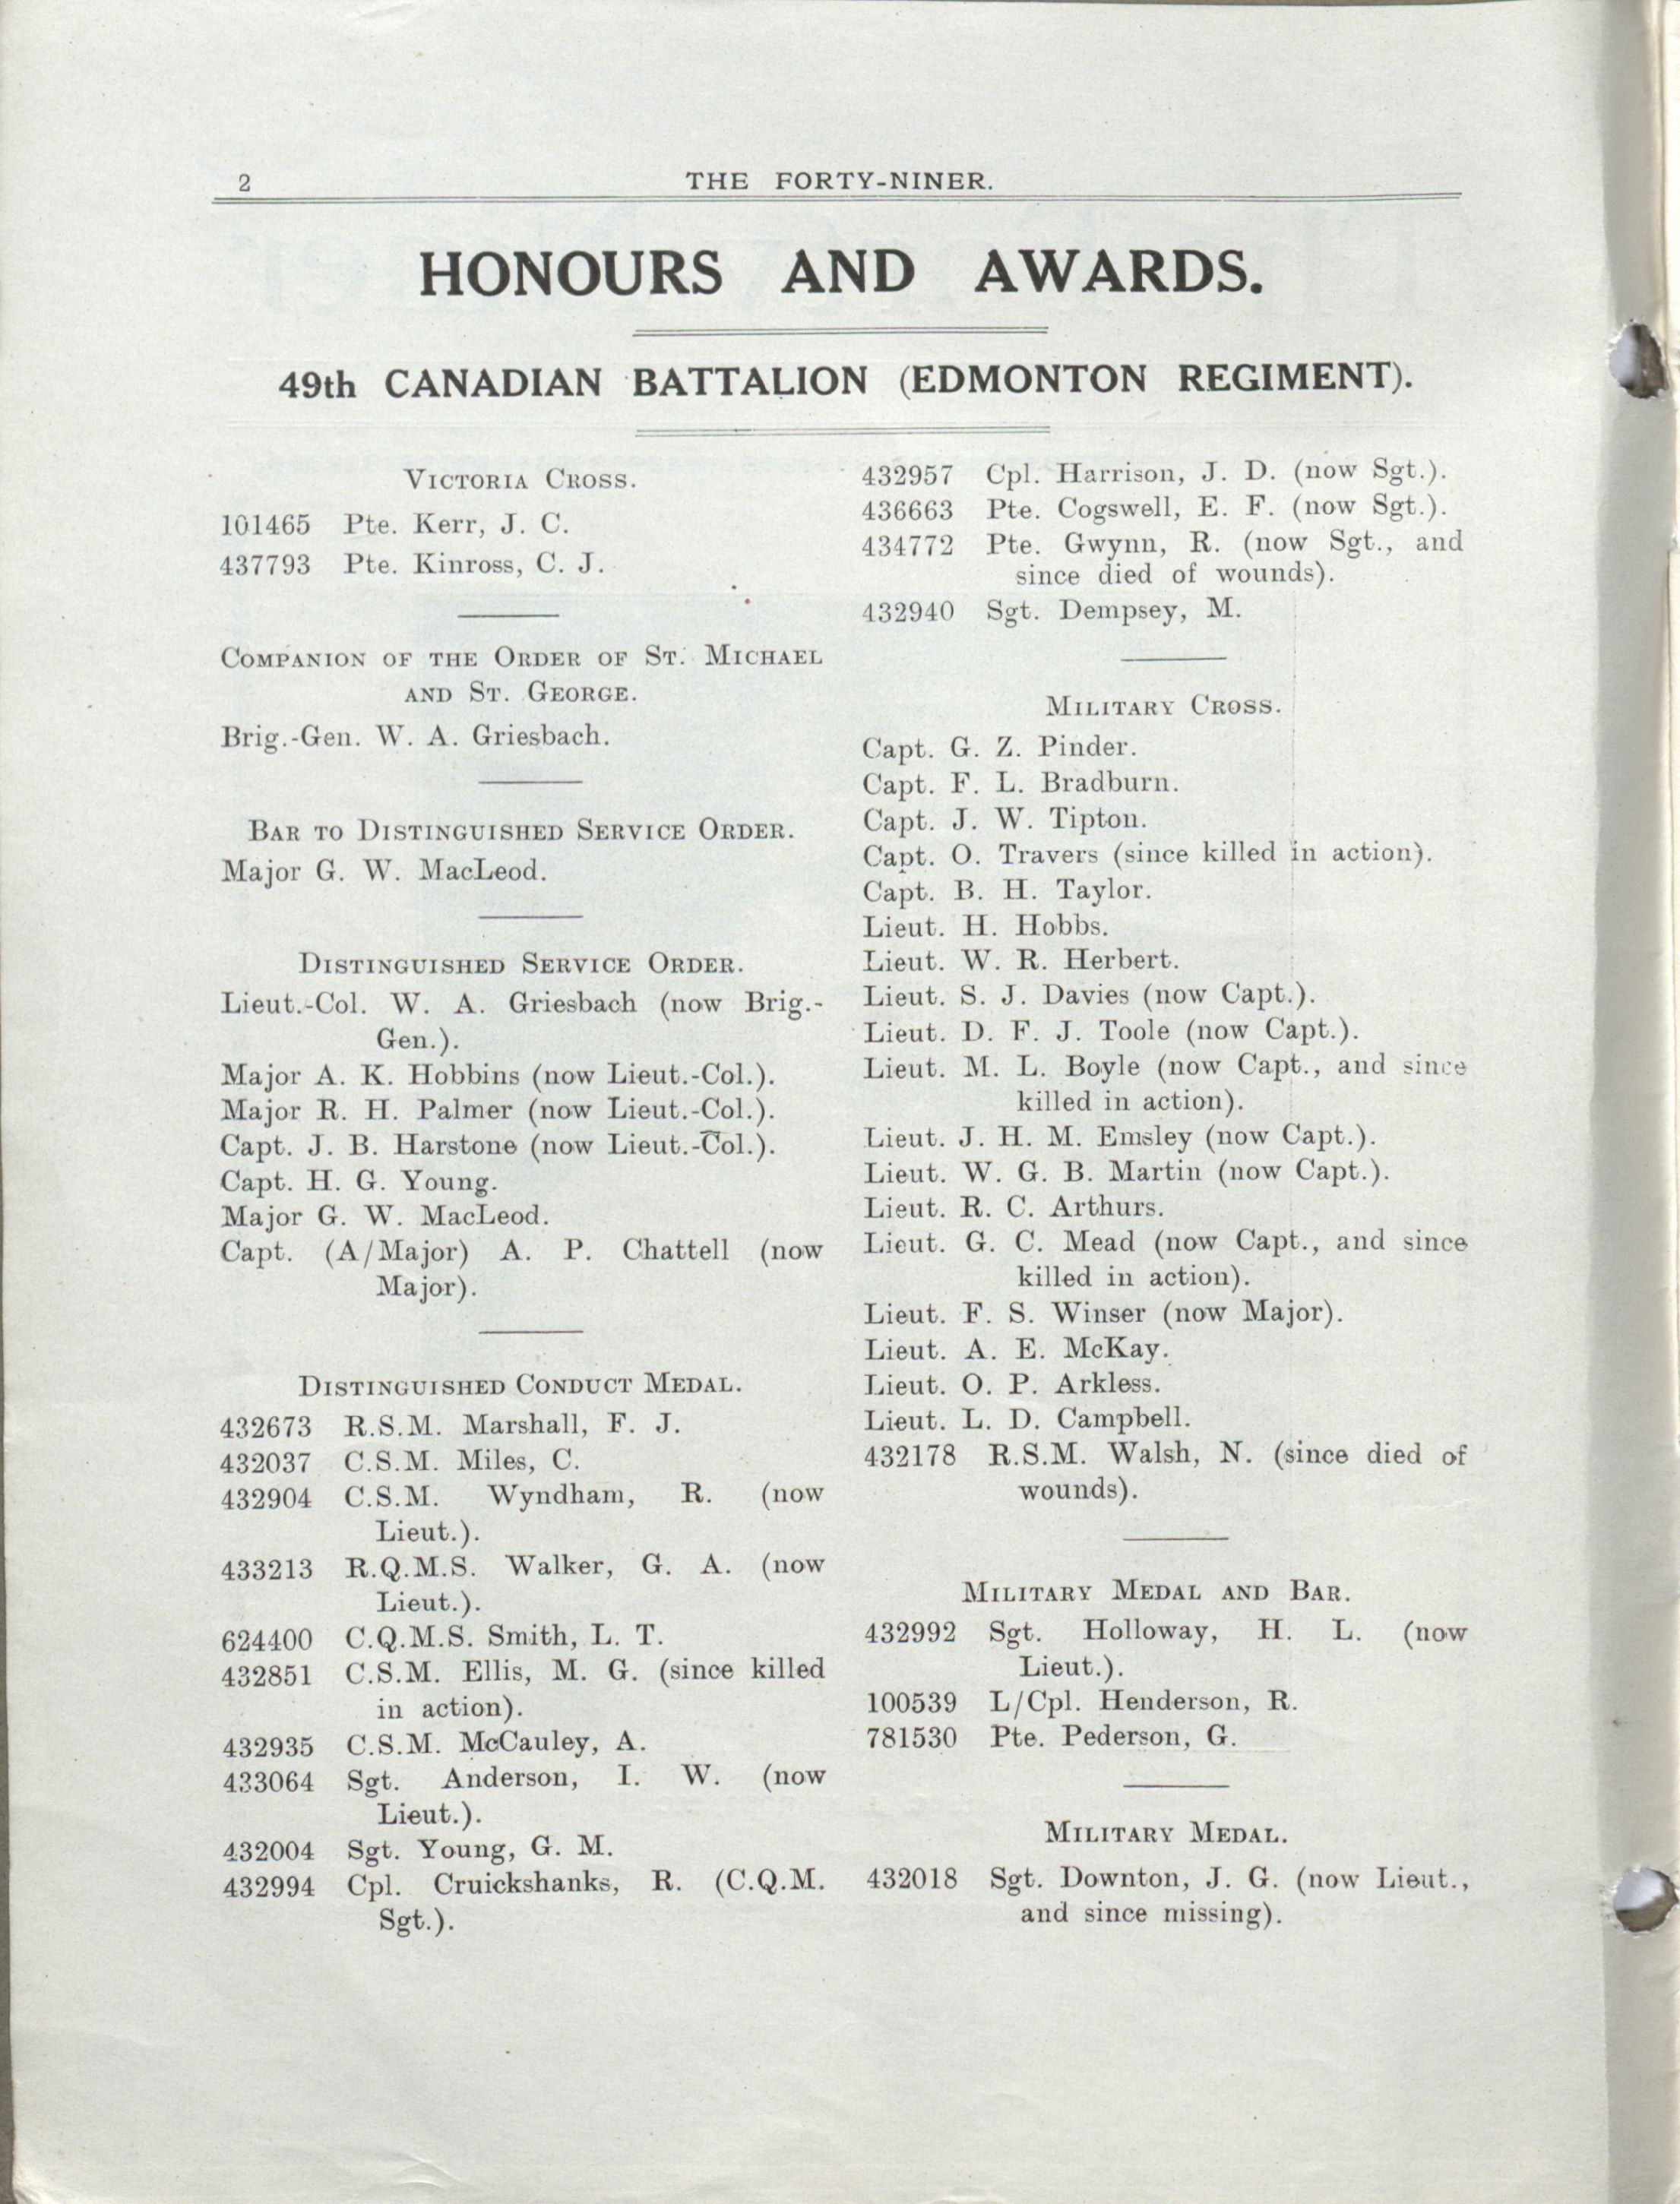 2
THE FORTY-NINER.
HONOURS AND AWARDS.
49th CANADIAN BATTALION (EDMONTON REGIMENT).
VICTORIA CROSS.
101465 Pte. Kerr, J. C.
437793 Pte. Kinross, C. J.
COMPANION OF THE ORDER OF ST. MICHAEL
AND ST. GEORGE.
Brig.-Gen. W. A. Griesbach.
BAR TO DISTINGUISHED SERVICE ORDER.
Major G. W. MacLeod.
DISTINGUISHED SERVICE ORDER.
Lieut.-Col. W. A. Griesbach (now Brig.-
Gen.).
Major A. K. Hobbins (now Lieut.-Col.).
Major R. H. Palmer (now Lieut.-Col.).
Capt. J. B. Harstone (now Lieut.-Col.).
Capt. H. G. Young.
Major G. W. MacLeod.
Capt. (A/Major) A. P. Chattell (now
Major).
DISTINGUISHED CONDUCT MEDAL.
432673 R.S.M. Marshall, F. J.
432037 C.S.M. Miles, C.
432904 C.S.M. Wyndham, R. (now
Lieut.).
433213 R.Q.M.S. Walker, G. A. (now
Lieut.).
624400 C.Q.M.S. Smith, L. T.
432851 C.S.M. Ellis, M. G. (since killed
in action).
432935 C.S.M. McCauley, A.
433064 Sgt. Anderson, I. W. (now
Lieut.).
432004 Sgt. Young, G. M.
432994 Cpl. Cruickshanks, R. (C.Q.M.
Sgt.).
432957 Cpl. Harrison, J. D. (now Sgt.).
436663 Pte. Cogswell, E. F. (now Sgt.).
434772 Pte. Gwynn, R. (now Sgt., and
since died of wounds).
432940 Sgt. Dempsey, M.
MILITARY CROSS.
Capt. G. Z. Pinder.
Capt. F. L. Bradburn.
Capt. J. W. Tipton.
Capt. O. Travers (since killed in action).
Capt. B. H. Taylor.
Lieut. H. Hobbs.
Lieut. W. R. Herbert.
Lieut. S. J. Davies (now Capt.).
Lieut. D. F. J. Toole (now Capt.).
Lieut. M. L. Boyle (now Capt., and since
killed in action).
Lieut. J. H. M. Emsley (now Capt.).
Lieut. W. G. B. Martin (now Capt.).
Lieut. R. C. Arthurs.
Lieut. G. C. Mead (now Capt., and since
killed in action).
Lieut. F. S. Winser (now Major).
Lieut. A. E. McKay.
Lieut. O. P. Arkless.
Lieut. L. D. Campbell.
432178 R.S.M. Walsh, N. (since died of
wounds).
MILITARY MEDAL AND BAR.
432992 Sgt. Holloway, H. L. (now
Lieut.).
100539 L/Cpl. Henderson, R.
781530 Pte. Pederson, G.
MILITARY MEDAL.
432018 Sgt. Downton, J. G. (now Lieut.,
and since missing).